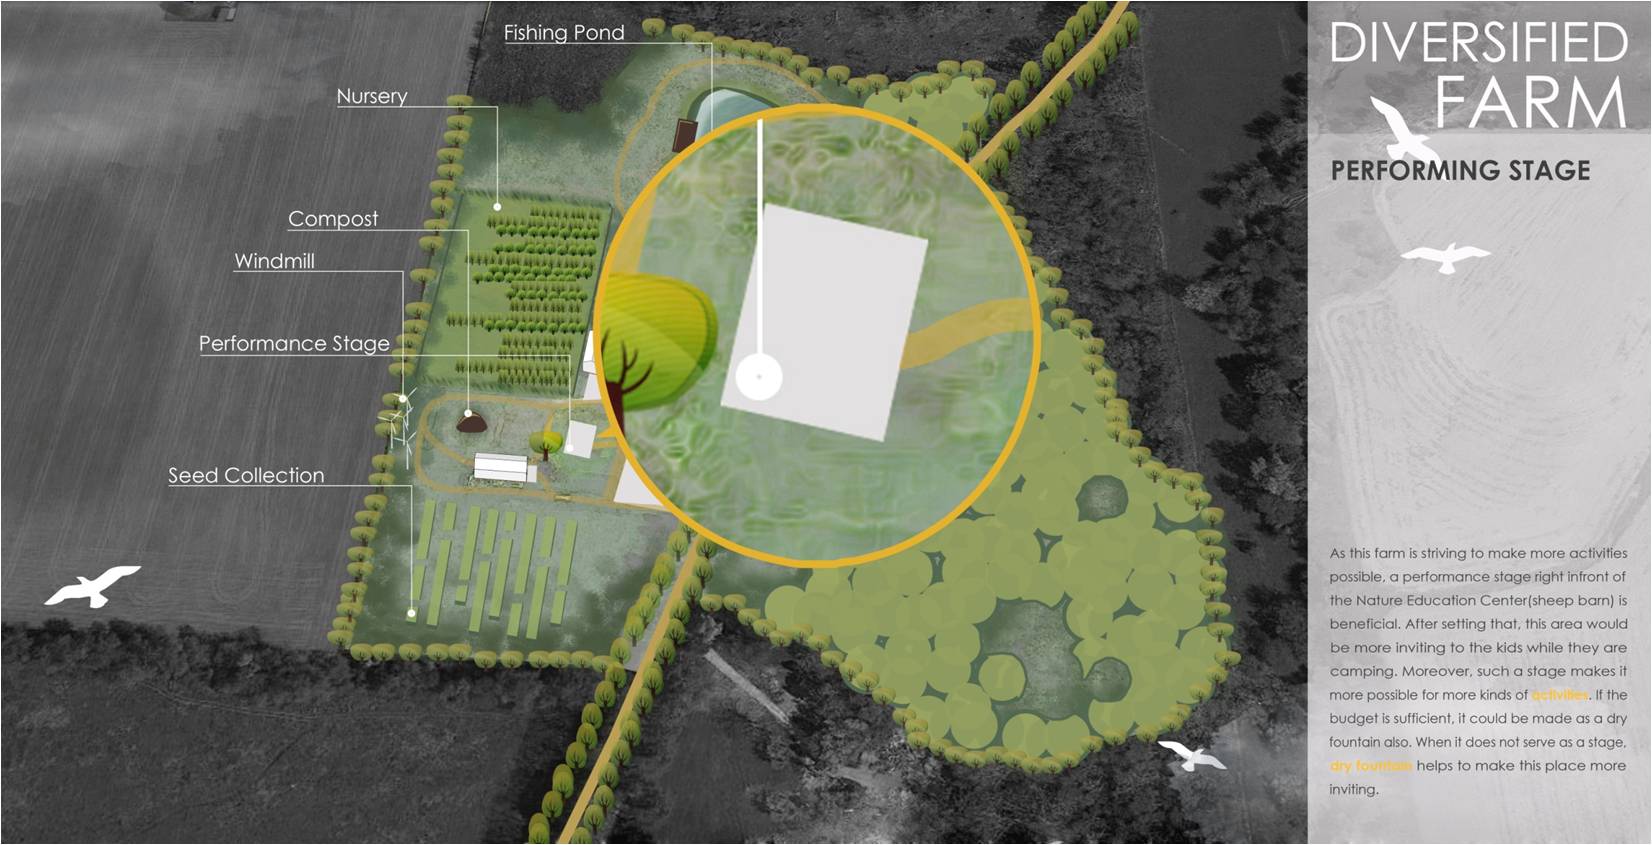 Fishing Pond
Nursery
Compost
Windmill
Performance Stage
Seed Collection
DIVERSIFIED
FARM
PERFORMING STAGE
As this farm is striving to make more activities
possible, a performance stage right infront of
the Nature Education Center(sheep barn) is
beneficial. After setting that, this area would
be more inviting to the kids while they are
camping. Moreover, such a stage makes it
more possible for more kinds of activities. If the
budget is sufficient, it could be made as a dry
fountain also. When it does not serve as a stage,
dry fountain helps to make this place more
inviting.